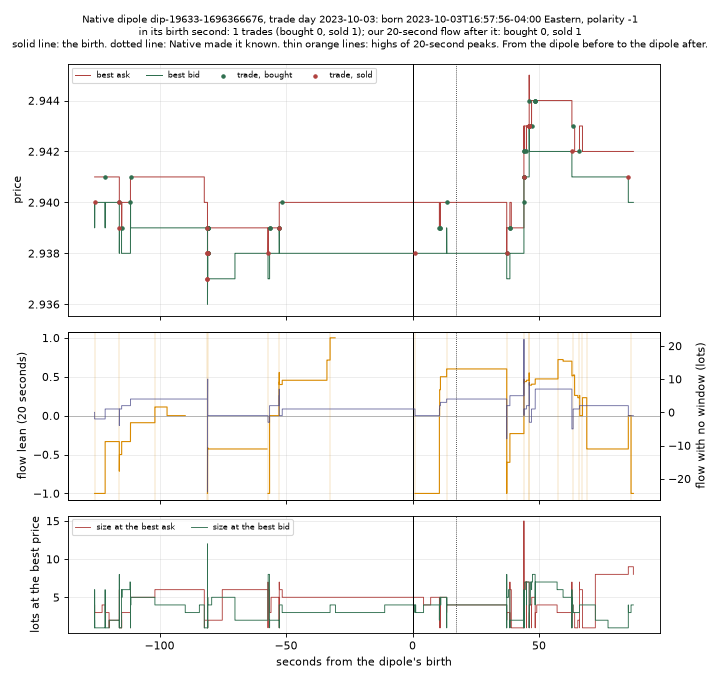 Native dipole dip-19633-1696366676, trade day 2023-10-03: born 2023-10-03T16:57:56-04:00 Eastern, polarity -1
in its birth second: 1 trades (bought 0, sold 1); our 20-second flow after it: bought 0, sold 1
solid line: the birth. dotted line: Native made it known. thin orange lines: highs of 20-second peaks. From the dipole before to the dipole after.
best ask
best bid
trade, bought
trade, sold
2.944
2.942
2.940
2.938
2.936
price
1.0
0.5
0.0
−0.5
−1.0
flow lean (20 seconds)
20
10
0
−10
−20
flow with no window (lots)
size at the best ask
size at the best bid
15
10
5
lots at the best price
−100
−50
0
50
seconds from the dipole's birth